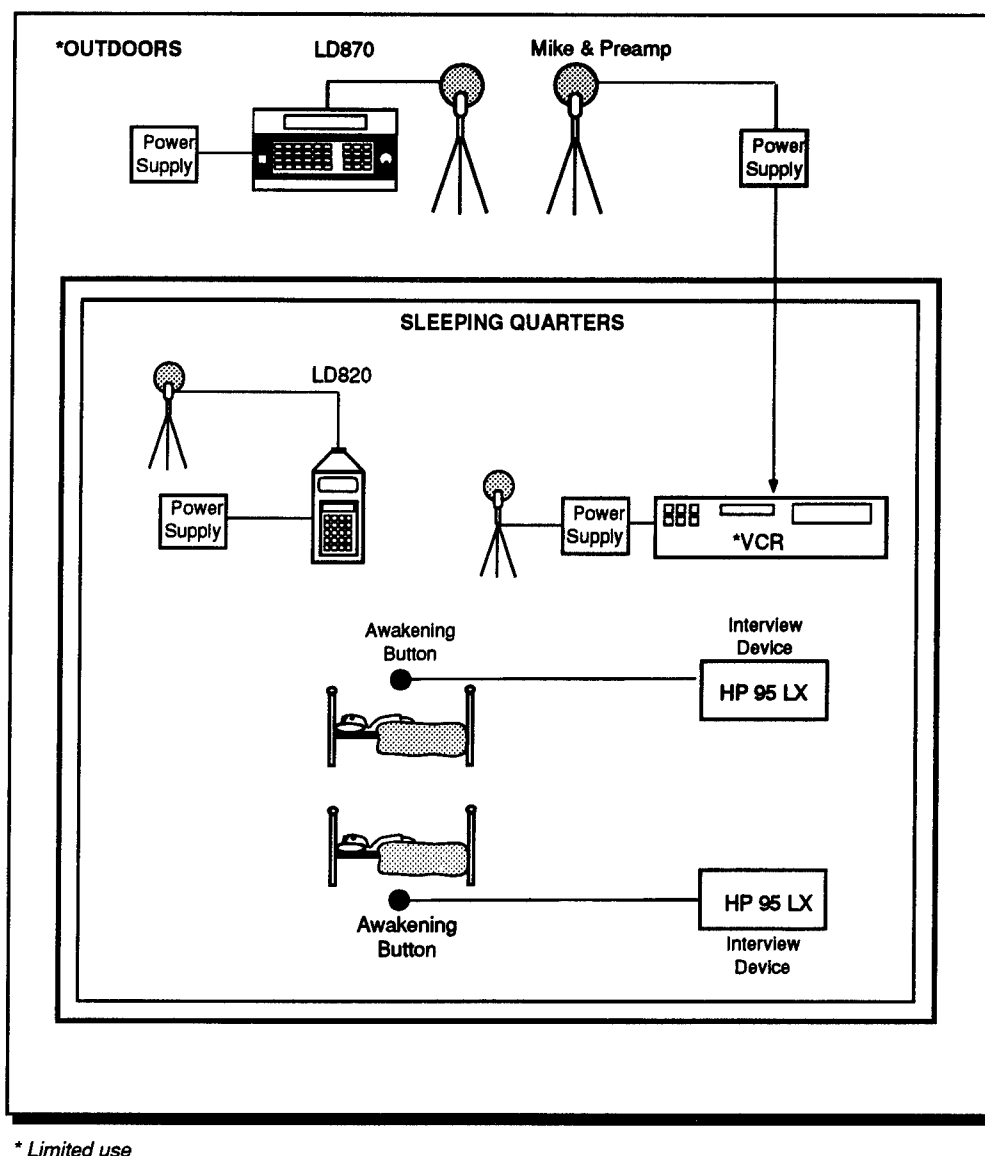 *OUTDOORS
LD870
Mike & Preamp
Power
Supply
Power
Supply
SLEEPING QUARTERS
LD820
Power
Supply
Power
Supply
*VCR
Awakening
Button
Interview
Device
HP 95 LX
HP 95 LX
Awakening
Button
Interview
Device
* Limited use